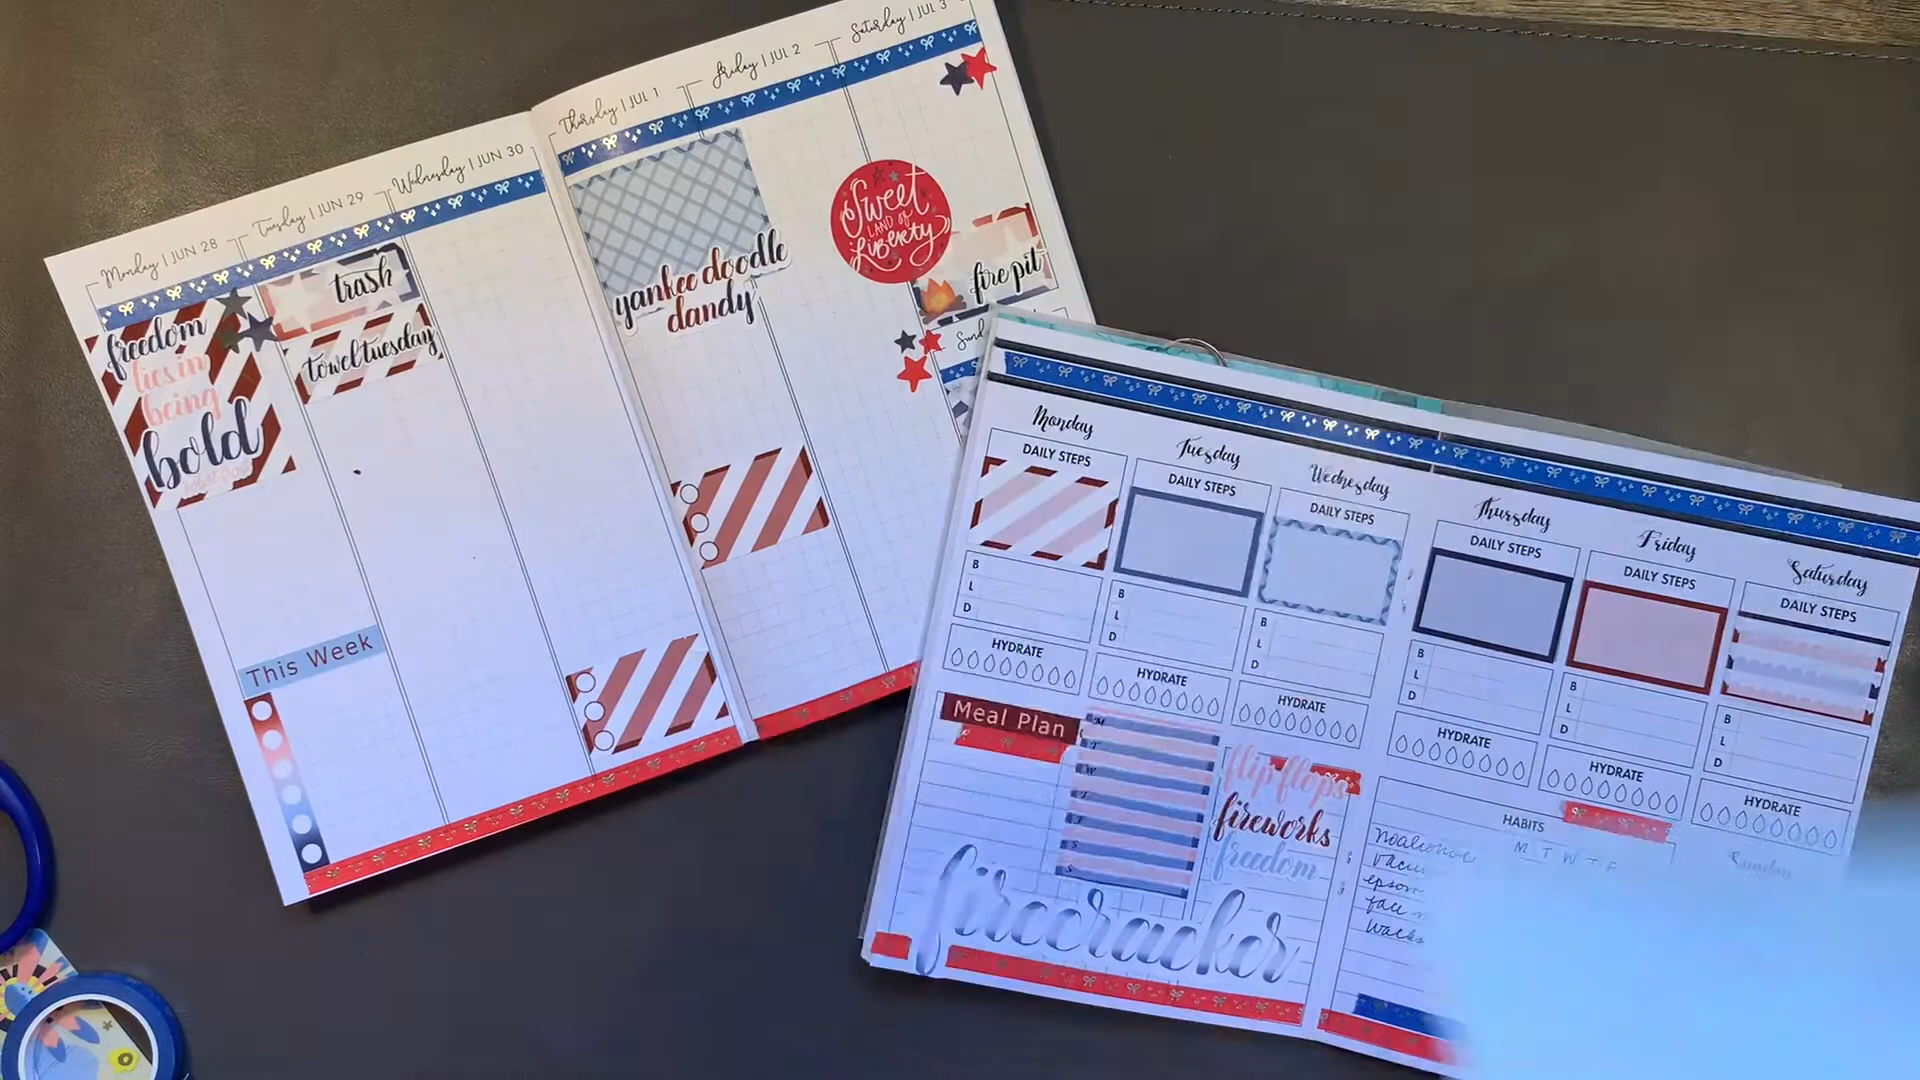 Monday | JUN 28
Tuesday | JUN 29
Wednesday | JUN 30
freedom
lies in
being
bold
trash
towel tuesday
This Week
Thursday | JUL 1
Friday | JUL 2
Saturday | JUL 3
yankee doodle
dandy
Sweet
LAND of
Liberty
fire pit
Monday
DAILY STEPS
B
L
D
HYDRATE
Tuesday
DAILY STEPS
B
L
D
HYDRATE
Wednesday
DAILY STEPS
B
L
D
HYDRATE
Thursday
DAILY STEPS
B
L
D
HYDRATE
Friday
DAILY STEPS
B
L
D
HYDRATE
Saturday
DAILY STEPS
B
L
D
HYDRATE
Meal Plan
M
T
W
T
F
S
S
flip flops
fireworks
freedom
firecracker
HABITS
M T W T F
Sunday